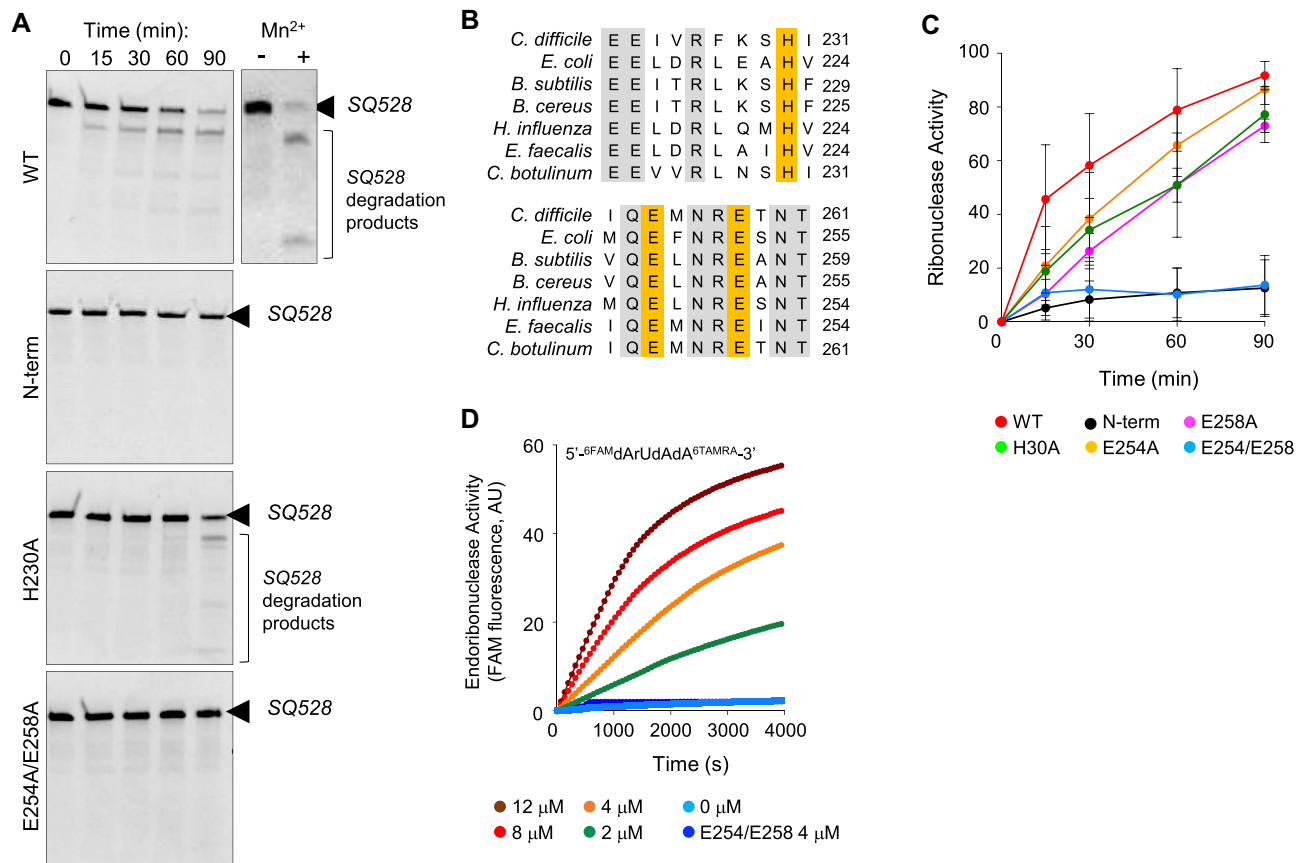 A
Time (min):
0 15 30 60 90
Mn2+
- +
WT
SQ528
SQ528
degradation
products
N-term
SQ528
H230A
SQ528
SQ528
degradation
products
E254A/E258A
SQ528
B
C. difficile E E I V R F K S H I 231
E. coli E E L D R L E A H V 224
B. subtilis E E I T R L K S H F 229
B. cereus E E I T R L K S H F 225
H. influenza E E L D R L Q M H V 224
E. faecalis E E L D R L A I H V 224
C. botulinum E E V V R L N S H I 231
C. difficile I Q E M N R E T N T 261
E. coli M Q E F N R E S N T 255
B. subtilis V Q E L N R E A N T 259
B. cereus V Q E L N R E A N T 255
H. influenza M Q E L N R E S N T 254
E. faecalis I Q E M N R E I N T 254
C. botulinum I Q E M N R E T N T 261
C
Ribonuclease Activity
100
80
60
40
20
0
0 30 60 90
Time (min)
WT N-term E258A
H30A E254A E254/E258
D
Endoribonuclease Activity
(FAM fluorescence, AU)
60
40
20
0
5'-6FAMdArUdAdA6TAMRA-3'
0 1000 2000 3000 4000
Time (s)
12 μM 4 μM 0 μM
8 μM 2 μM E254/E258 4 μM